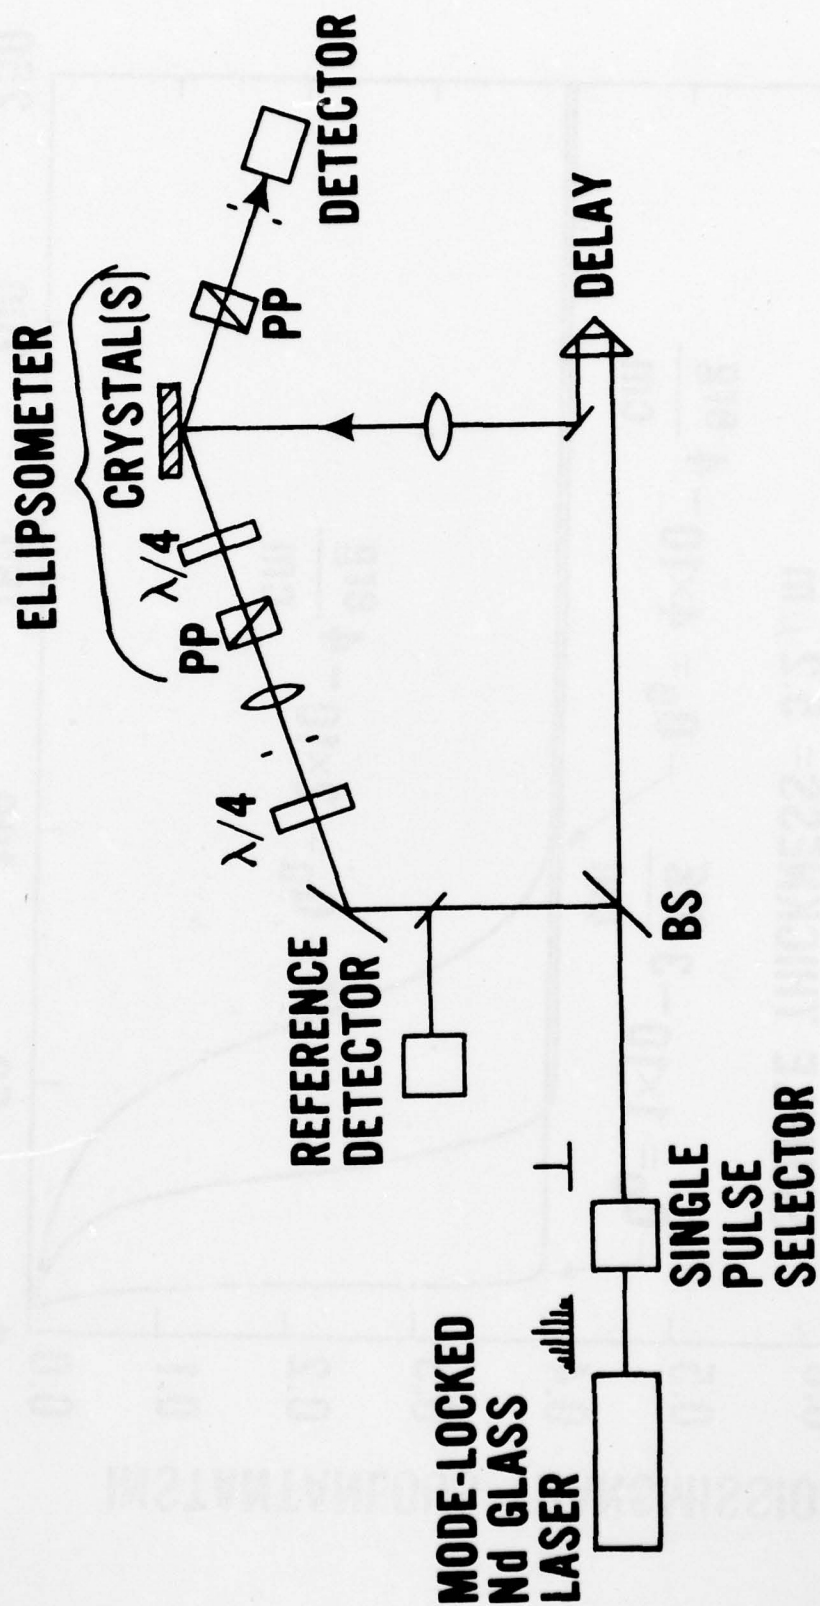 ELLIPSOMETER
CRYSTAL(S)
λ/4
PP
PP
DETECTOR
λ/4
REFERENCE
DETECTOR
DELAY
BS
MODE-LOCKED
Nd GLASS
LASER
SINGLE
PULSE
SELECTOR